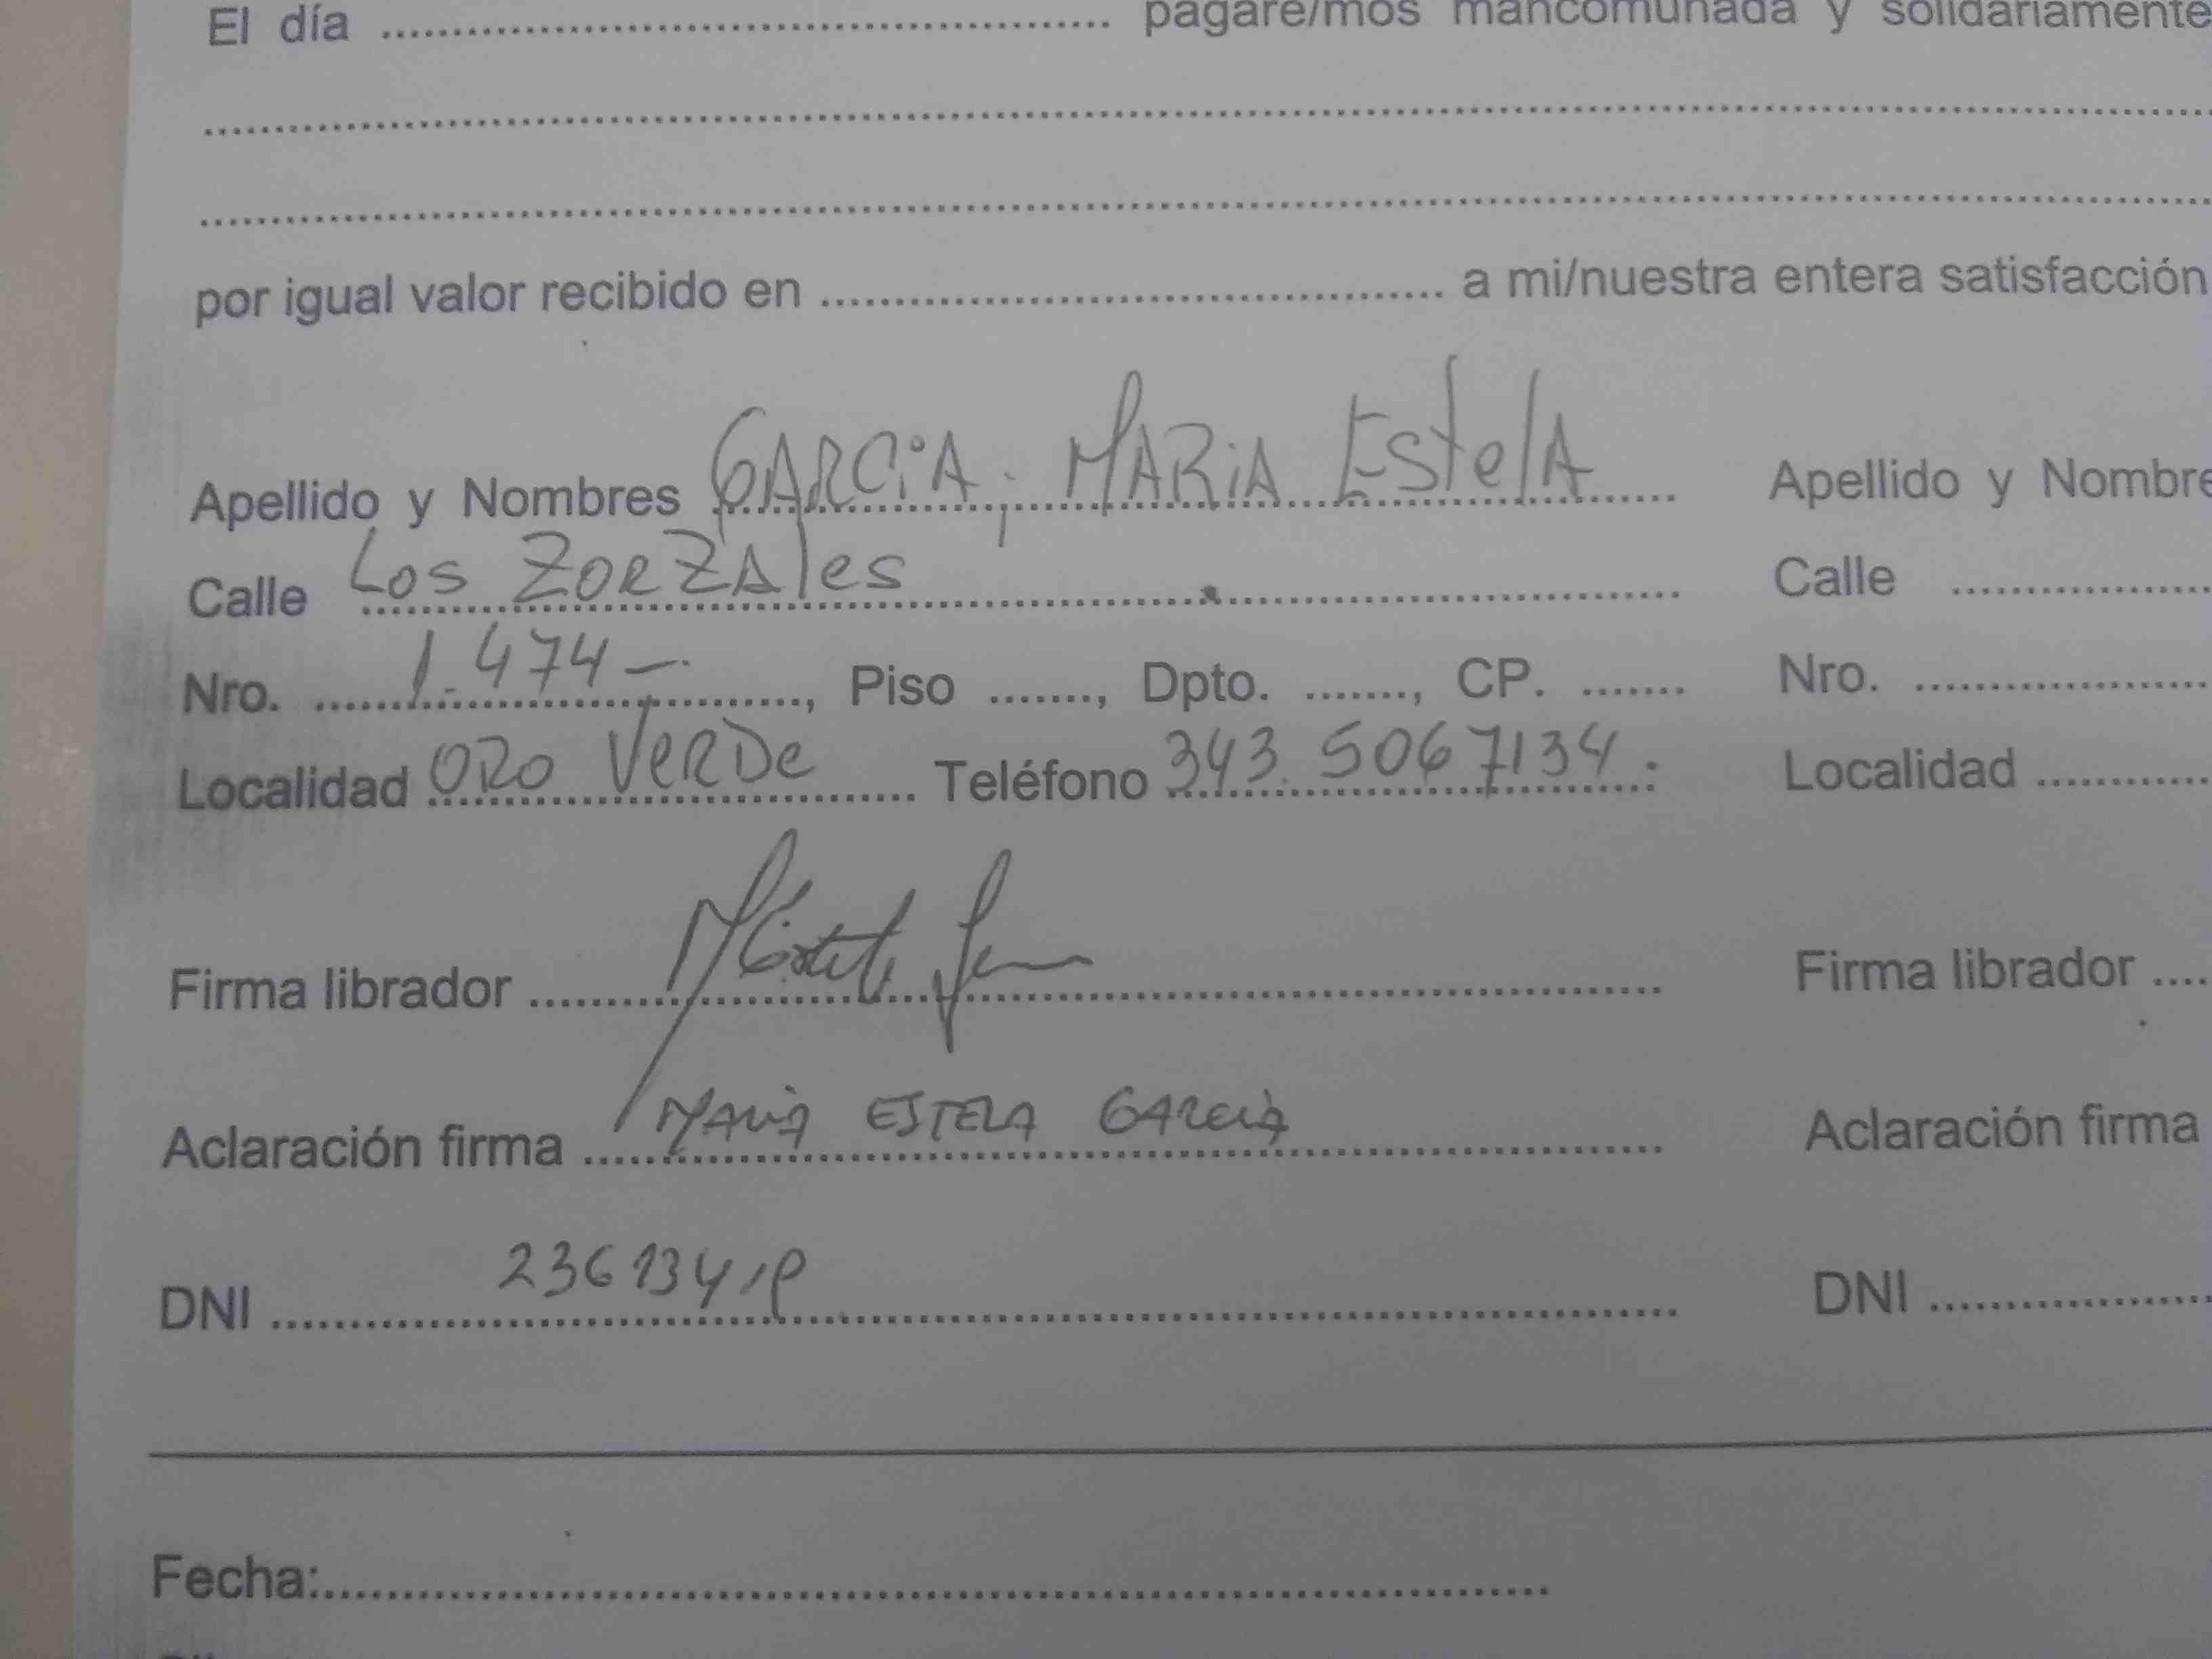 El día ........................................ pagaré/mos mancomunada y solidariamente
por igual valor recibido en ........................................ a mi/nuestra entera satisfacción
Apellido y Nombres GARCiA, MARiA EstelA Apellido y Nombre
Calle Los ZORZAles Calle
Nro. 1.474-. , Piso ......., Dpto. ......., CP. ....... Nro.
Localidad ORO VeRDe Teléfono 343. 5067134. Localidad
Firma librador Firma librador
Aclaración firma MARIA ESTELA GARCIA Aclaración firma
DNI DNI
Fecha: